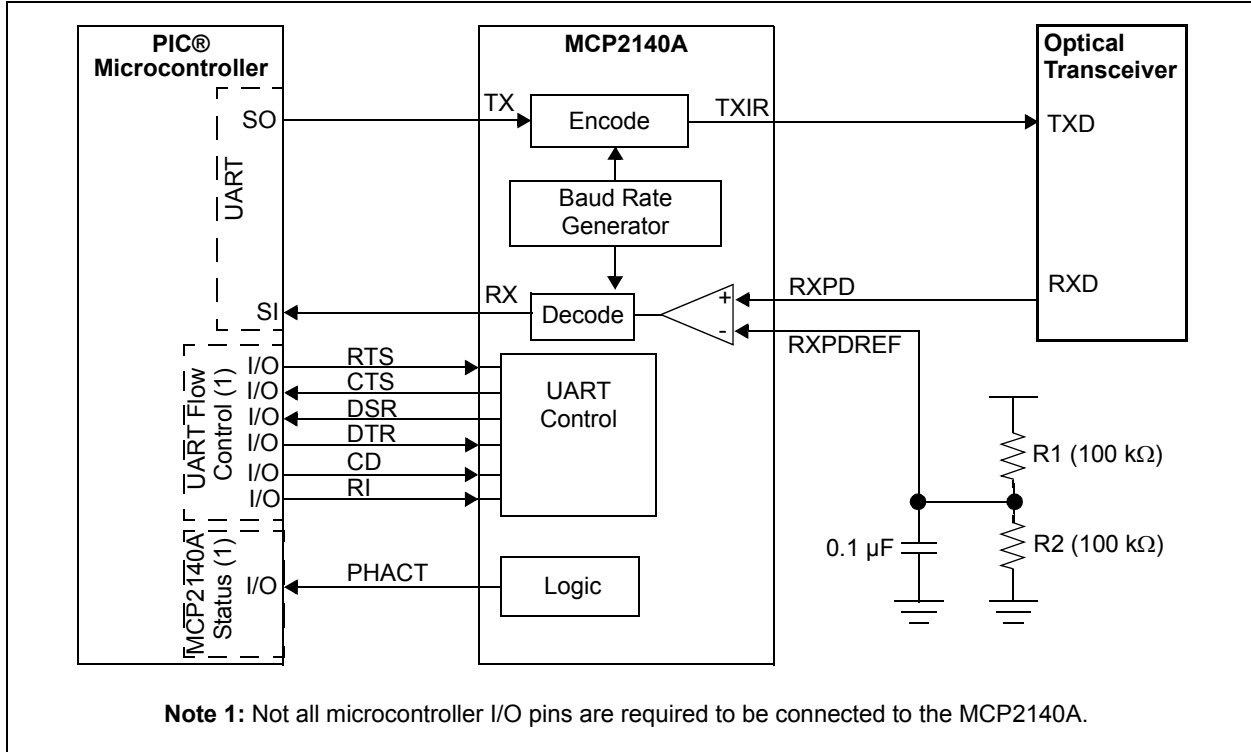 PIC®
Microcontroller
MCP2140A
Optical
Transceiver
UART
SO
TX
Encode
TXIR
TXD
Baud Rate
Generator
SI
RX
Decode
+
-
RXPD
RXD
RXPDREF
UART Flow
Control (1)
I/O
RTS
I/O
CTS
I/O
DSR
I/O
DTR
I/O
CD
I/O
RI
UART
Control
R1 (100 kΩ)
0.1 µF
R2 (100 kΩ)
MCP2140A
Status (1)
I/O
PHACT
Logic
Note 1: Not all microcontroller I/O pins are required to be connected to the MCP2140A.